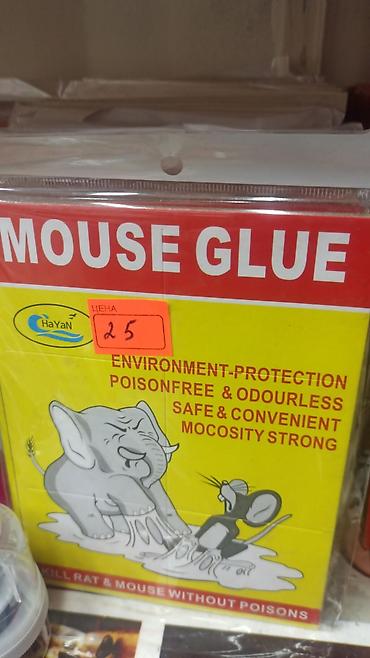 MOUSE GLUE
HaYaN
ЦЕНА
25
ENVIRONMENT-PROTECTION
POISONFREE & ODOURLESS
SAFE & CONVENIENT
MOCOSITY STRONG
KILL RAT & MOUSE WITHOUT POISONS